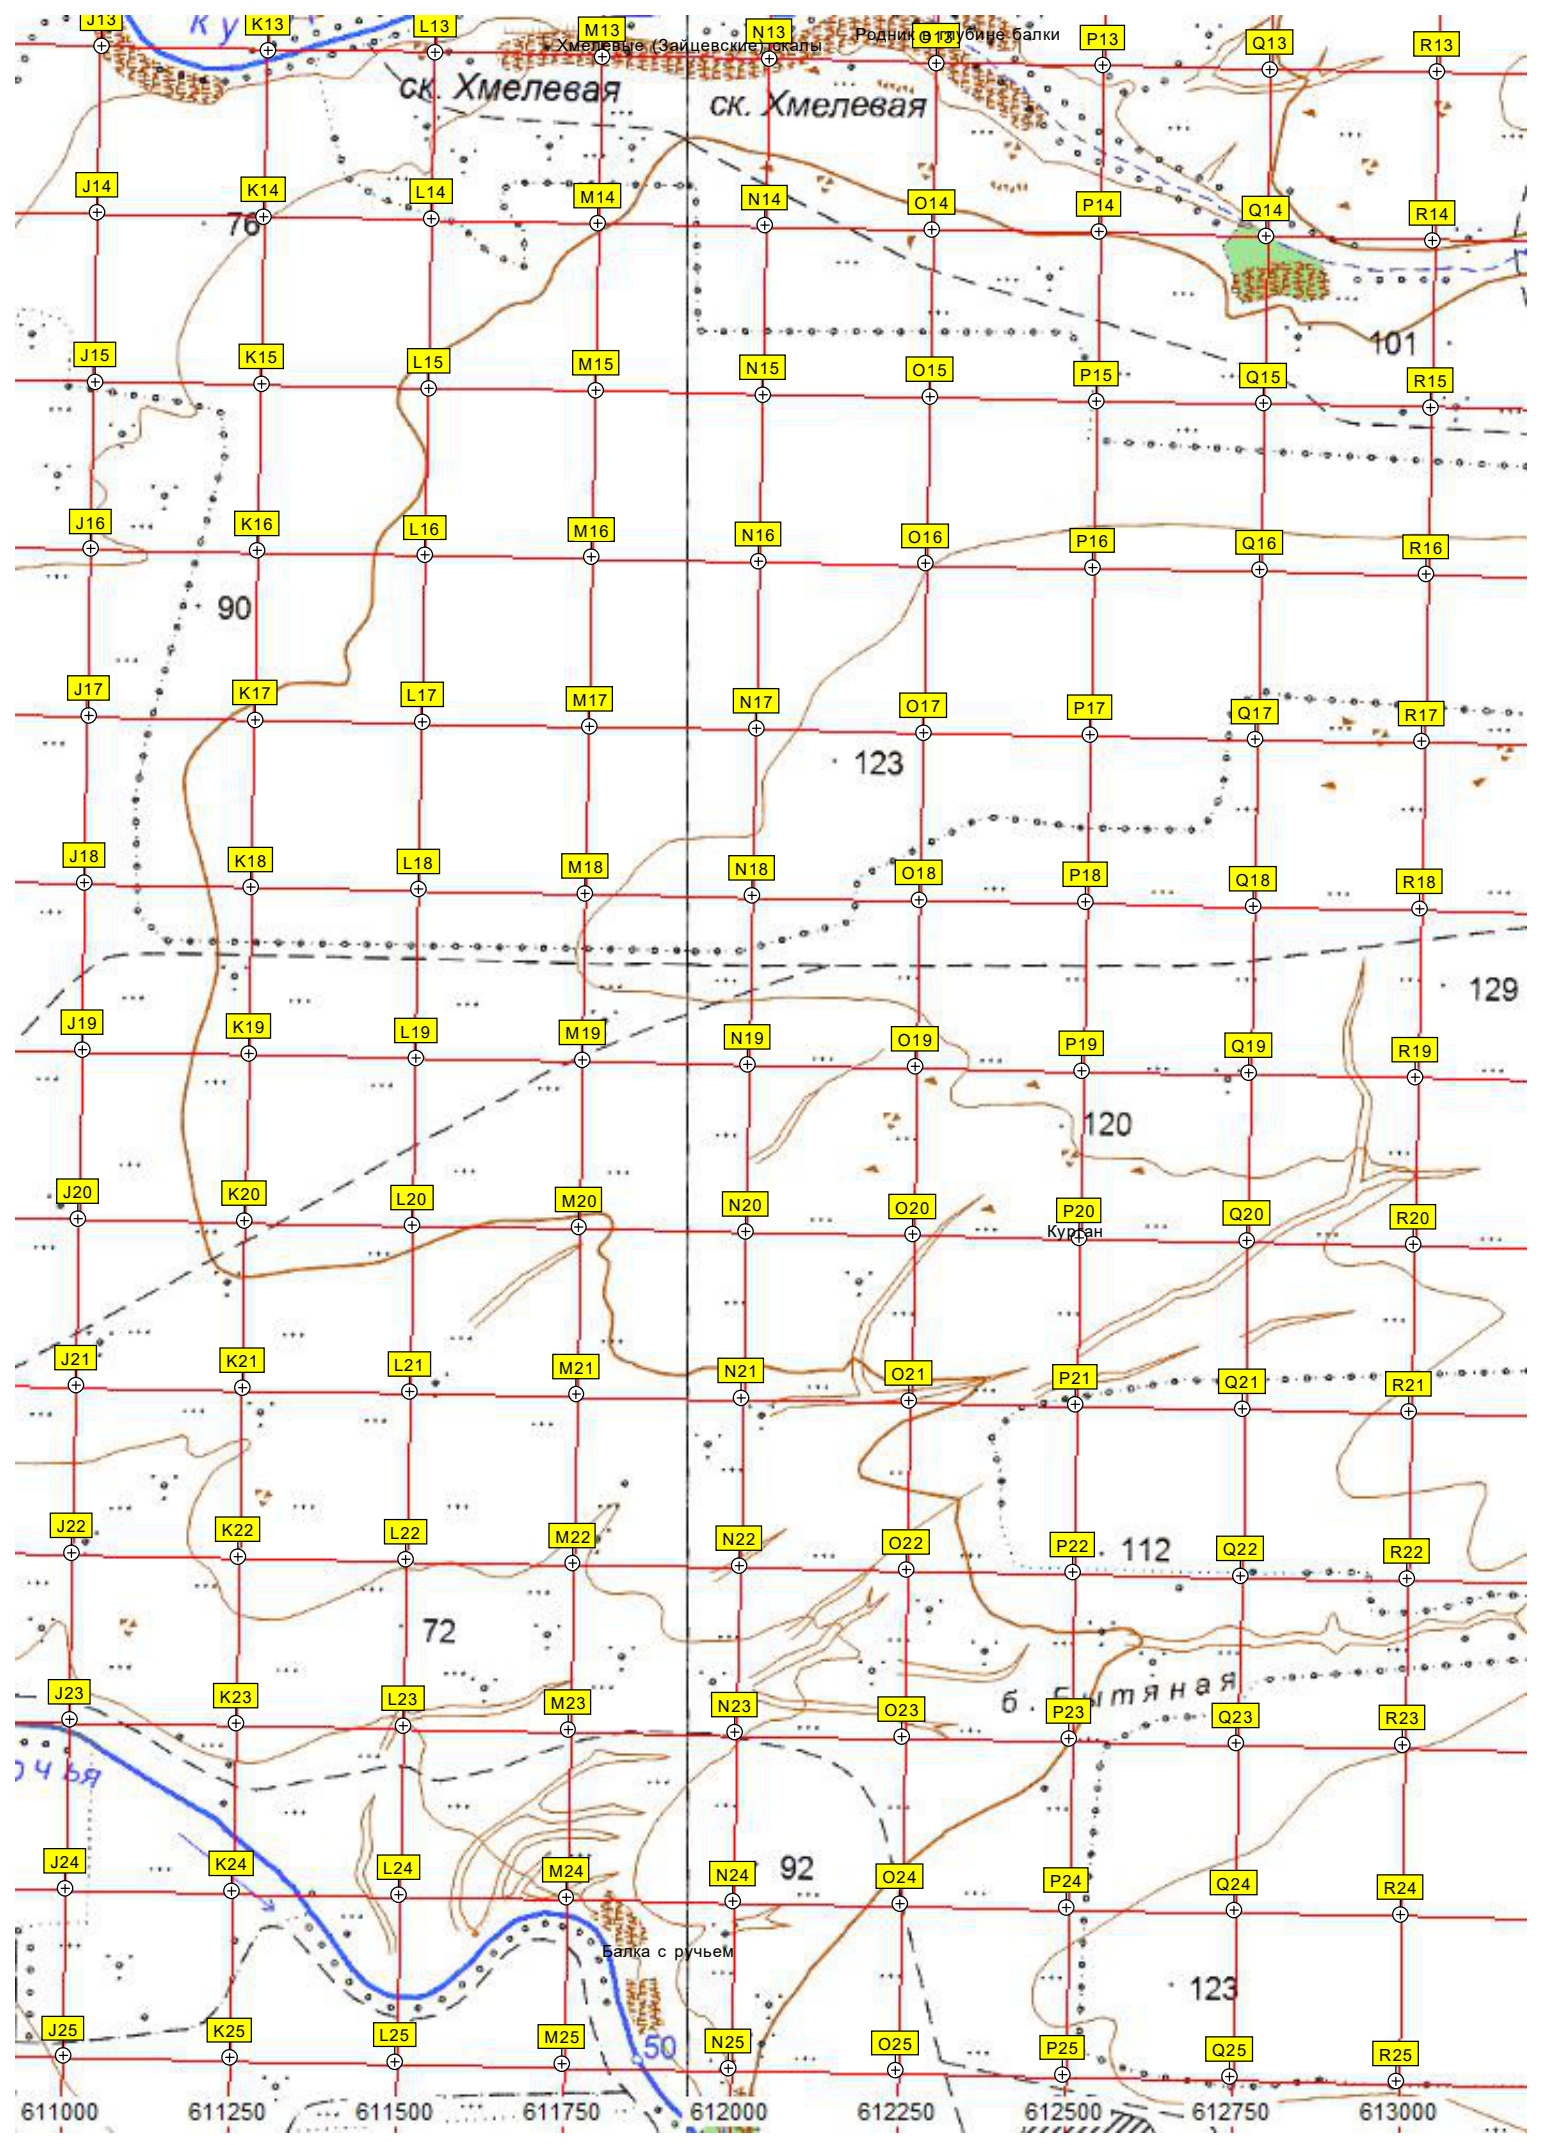 J13 K13 L13 M13 N13 P13 Q13 R13
К у
Хмелевые (Зайцевские) скалы
Родник в глубине балки
ск. Хмелевая
ск. Хмелевая
J14 K14 L14 M14 N14 O14 P14 Q14 R14
76
101
J15 K15 L15 M15 N15 O15 P15 Q15 R15
J16 K16 L16 M16 N16 O16 P16 Q16 R16
90
J17 K17 L17 M17 N17 O17 P17 Q17 R17
123
J18 K18 L18 M18 N18 O18 P18 Q18 R18
129
J19 K19 L19 M19 N19 O19 P19 Q19 R19
120
J20 K20 L20 M20 N20 O20 P20 Q20 R20
Курган
J21 K21 L21 M21 N21 O21 P21 Q21 R21
J22 K22 L22 M22 N22 O22 P22 Q22 R22
112
72
J23 K23 L23 M23 N23 O23 P23 Q23 R23
очья
J24 K24 L24 M24 N24 O24 P24 Q24 R24
92
Балка с ручьем
123
J25 K25 L25 M25 N25 O25 P25 Q25 R25
50
611000 611250 611500 611750 612000 612250 612500 612750 613000